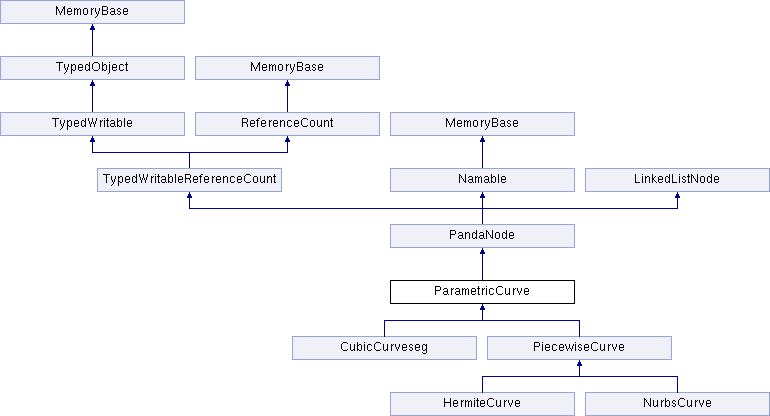 MemoryBase
TypedObject
MemoryBase
TypedWritable
ReferenceCount
MemoryBase
TypedWritableReferenceCount
Namable
LinkedListNode
PandaNode
ParametricCurve
CubicCurveseg
PiecewiseCurve
HermiteCurve
NurbsCurve